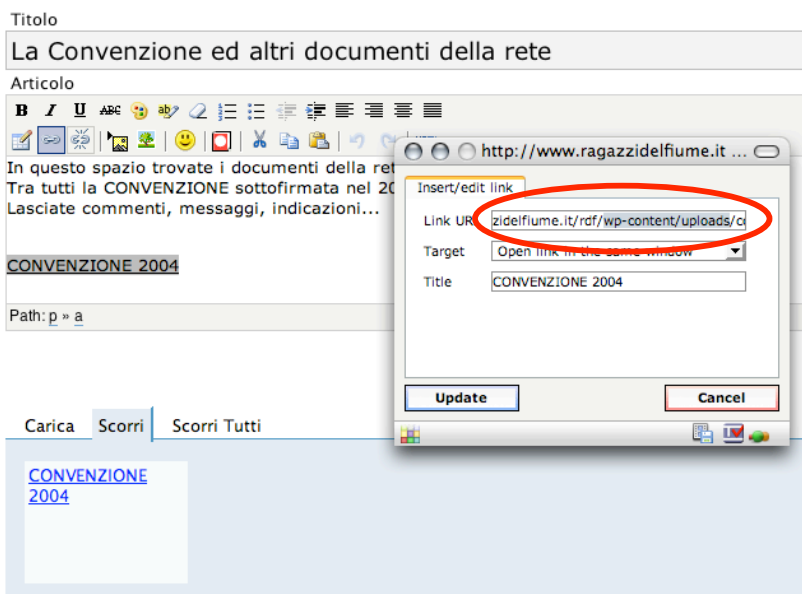 Titolo
La Convenzione ed altri documenti della rete
Articolo
B I U ABC
http://www.ragazzidelfiume.it ...
In questo spazio trovate i documenti della ret
Tra tutti la CONVENZIONE sottofirmata nel 20
Lasciate commenti, messaggi, indicazioni...
CONVENZIONE 2004
Path: p » a
Insert/edit link
Link UR zidelfiume.it/rdf/wp-content/uploads/c
Target Open link in the same window
Title CONVENZIONE 2004
Update Cancel
Carica Scorri Scorri Tutti
CONVENZIONE
2004